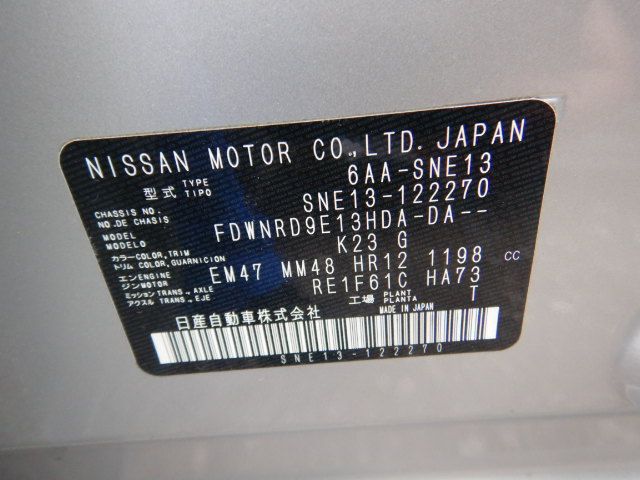 NISSAN MOTOR CO.,LTD. JAPAN
型式 TYPE TIPO 6AA-SNE13
CHASSIS NO. NO.DE CHASSIS SNE13-122270
MODEL MODELO FDWNRD9E13HDA-DA--
カラー COLOR,TRIM トリム COLOR,GUARNICION K23 G
エンジン ENGINE MOTOR EM47 MM48 HR12 1198 CC
ミッション TRANS., AXLE アクスル TRANS., EJE RE1F61C HA73
工場 PLANT PLANTA T
日産自動車株式会社 MADE IN JAPAN
SNE13-122270